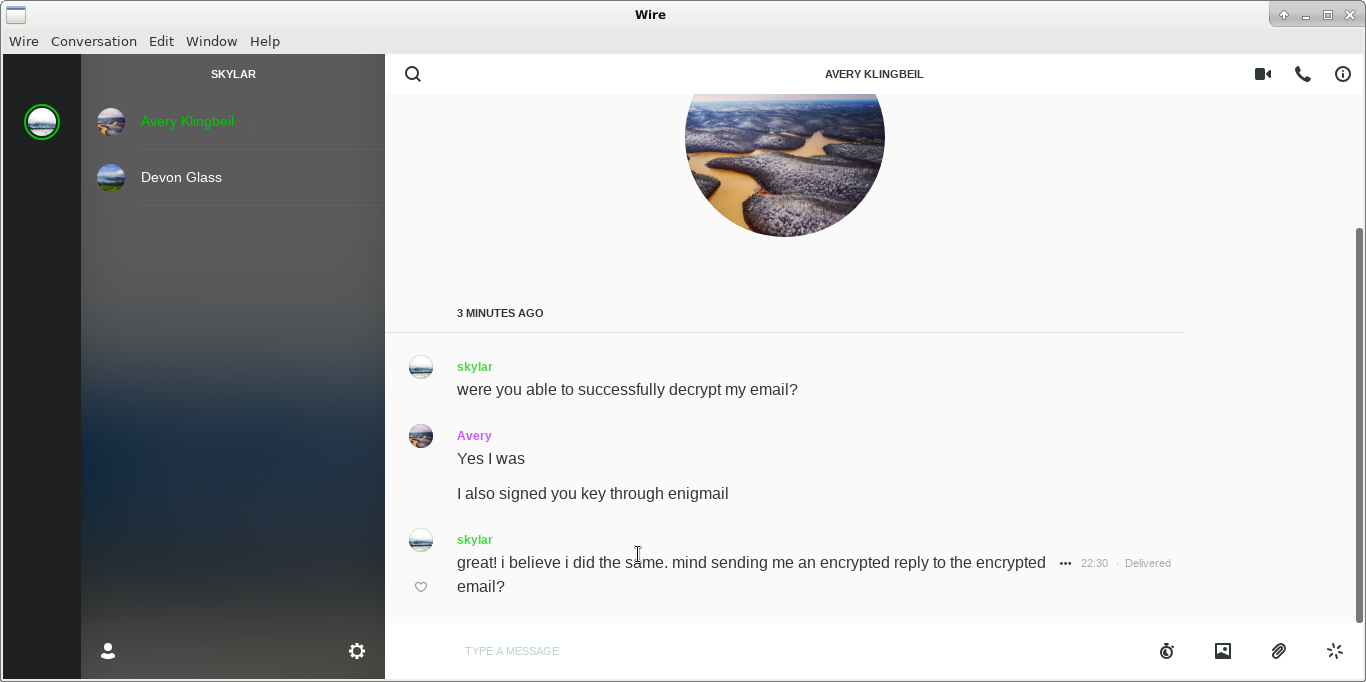 Wire
Wire Conversation Edit Window Help
SKYLAR
Avery Klingbeil
Devon Glass
AVERY KLINGBEIL
3 MINUTES AGO
skylar
were you able to successfully decrypt my email?
Avery
Yes I was
I also signed you key through enigmail
skylar
great! i believe i did the same. mind sending me an encrypted reply to the encrypted
email?
22:30 · Delivered
TYPE A MESSAGE